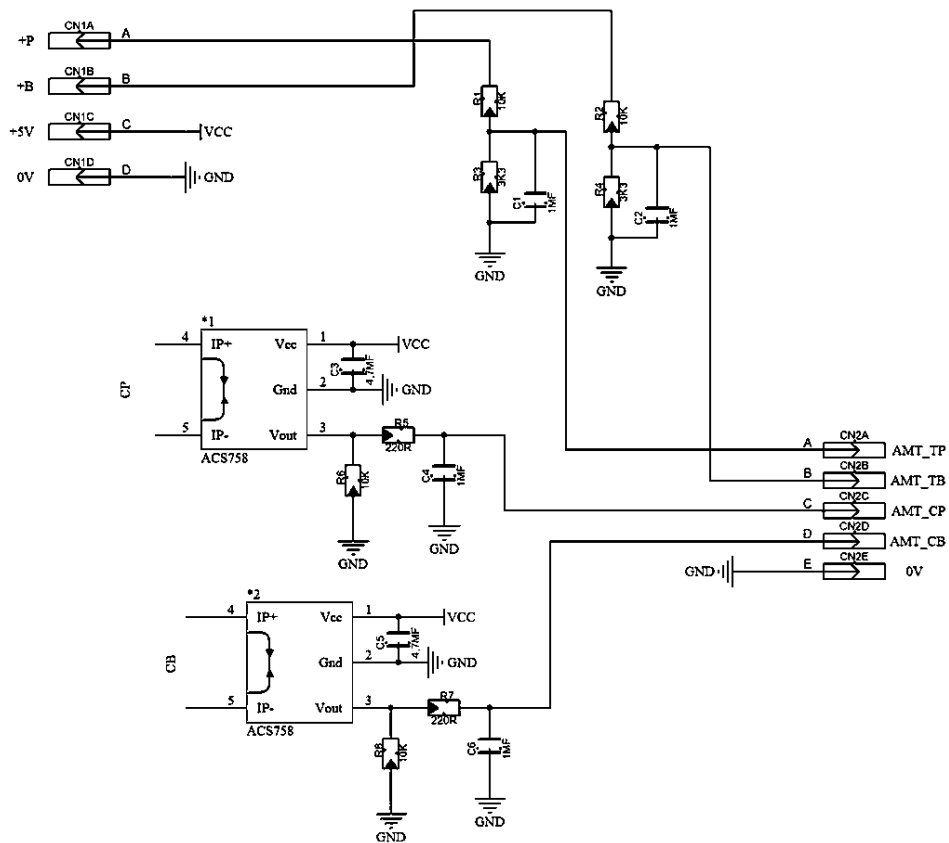 +P CN1A A
+B CN1B B
+5V CN1C C VCC
0V CN1D D GND
R1 10K
R2 10K
R3 3K3
C1 1MF
R4 3K3
C2 1MF
GND
GND
*1
4 IP+ Vcc 1 VCC
C3 4,7MF
CP
Gnd 2 GND
5 IP- Vout 3
R5
220R
ACS758
R6 10K
C4 1MF
GND
GND
A CN2A AMT_TP
B CN2B AMT_TB
C CN2C AMT_CP
D CN2D AMT_CB
GND E CN2E 0V
*2
4 IP+ Vcc 1 VCC
C5 4,7MF
CB
Gnd 2 GND
5 IP- Vout 3
R7
220R
ACS758
R8 10K
C6 1MF
GND
GND